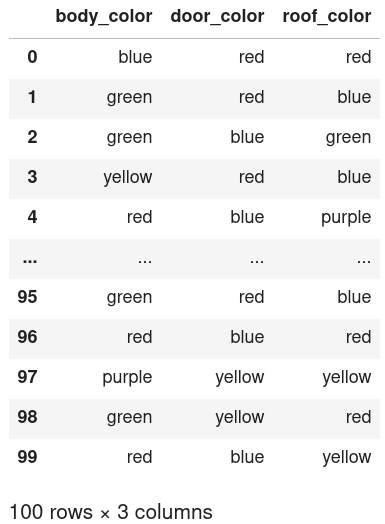 body_color door_color roof_color
0 blue red red
1 green red blue
2 green blue green
3 yellow red blue
4 red blue purple
... ... ... ...
95 green red blue
96 red blue red
97 purple yellow yellow
98 green yellow red
99 red blue yellow
100 rows × 3 columns